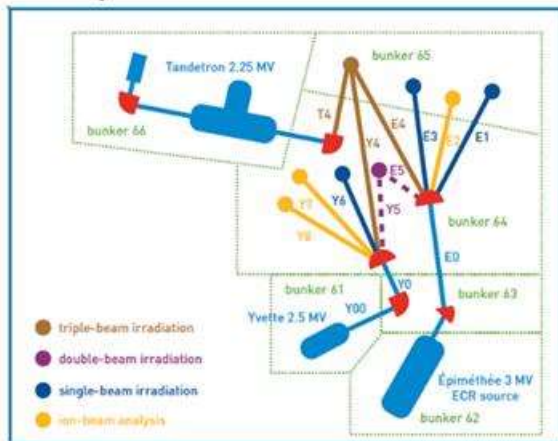 Tandetron 2.25 MV
bunker 65
bunker 66
T4
Y4
E4
E3
E2
E1
E5
Y5
Y7
Y6
Y8
bunker 64
E0
bunker 61
Y0
bunker 63
Y00
Yvette 2.5 MV
triple-beam irradiation
double-beam irradiation
single-beam irradiation
ion-beam analysis
Épiméthée 3 MV
ECR source
bunker 62